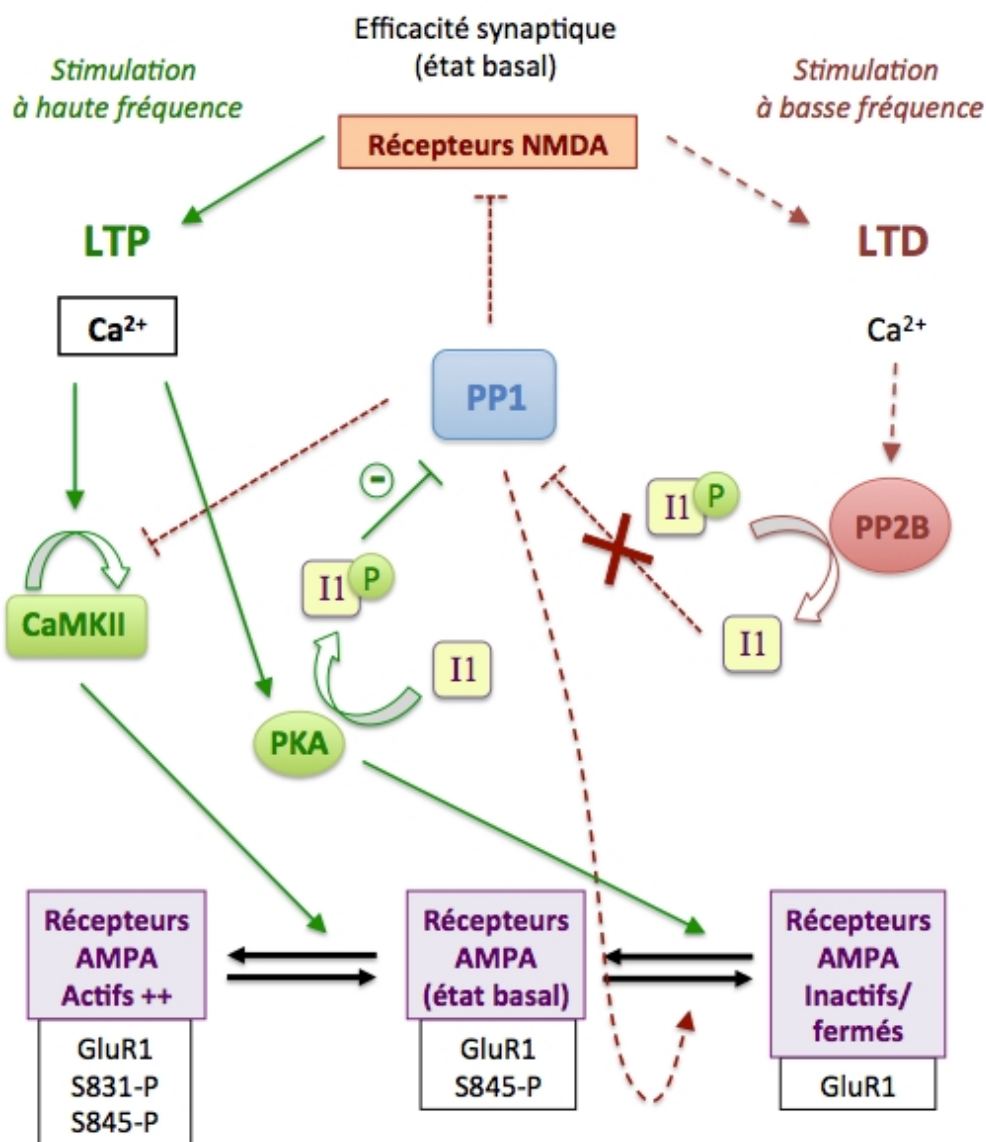 Efficacité synaptique
(état basal)
Stimulation
à haute fréquence
Stimulation
à basse fréquence
Récepteurs NMDA
LTP
LTD
Ca²⁺
Ca²⁺
PP1
-
I1 P
PP2B
I1 P
CaMKII
I1
I1
PKA
Récepteurs
AMPA
Actifs ++
GluR1
S831-P
S845-P
Récepteurs
AMPA
(état basal)
GluR1
S845-P
Récepteurs
AMPA
Inactifs/
fermés
GluR1